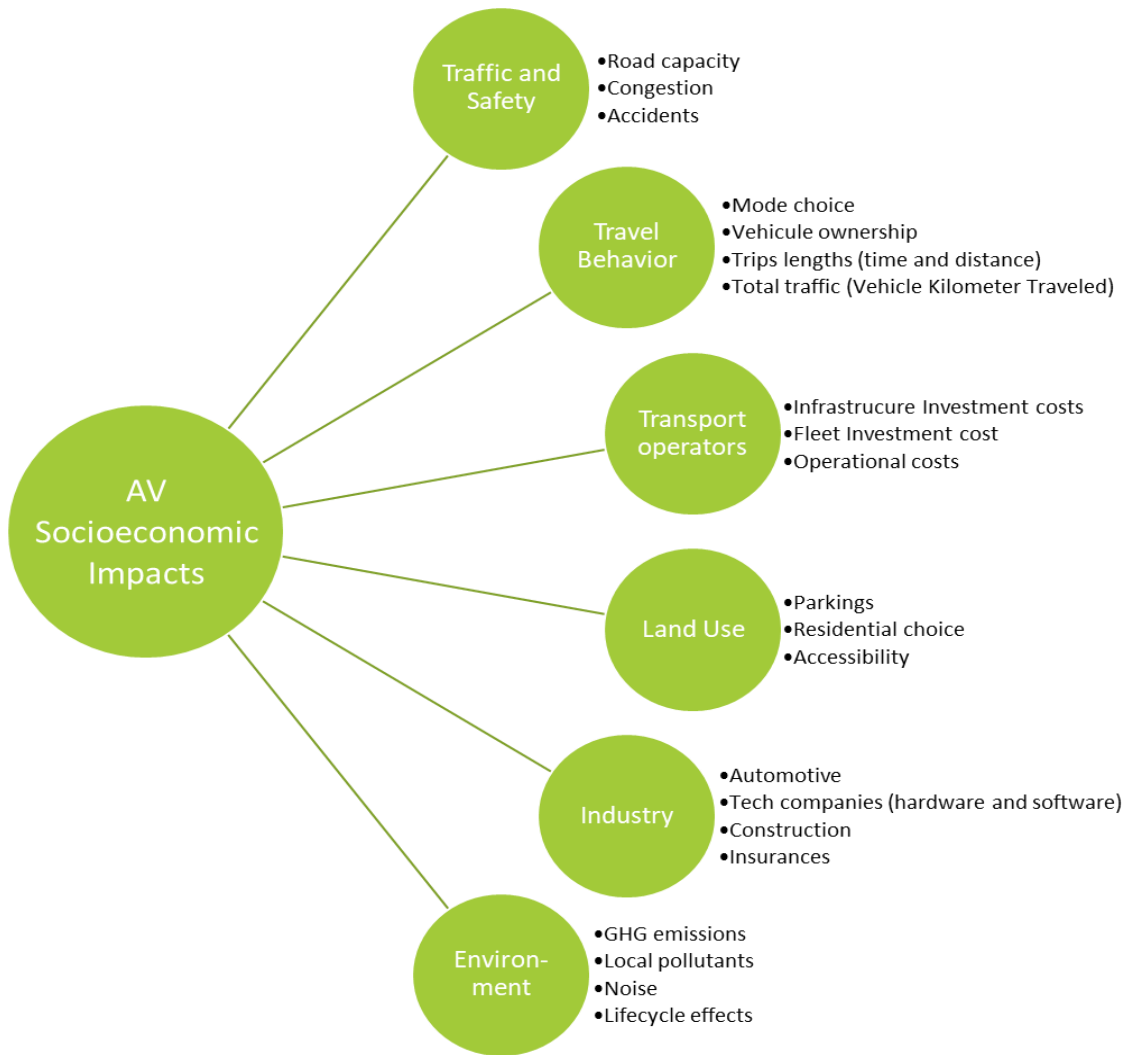 Traffic and
Safety
•Road capacity
•Congestion
•Accidents
Travel
Behavior
•Mode choice
•Vehicule ownership
•Trips lengths (time and distance)
•Total traffic (Vehicle Kilometer Traveled)
Transport
operators
•Infrastrucure Investment costs
•Fleet Investment cost
•Operational costs
AV
Socioeconomic
Impacts
Land Use
•Parkings
•Residential choice
•Accessibility
Industry
•Automotive
•Tech companies (hardware and software)
•Construction
•Insurances
Environ-
ment
•GHG emissions
•Local pollutants
•Noise
•Lifecycle effects